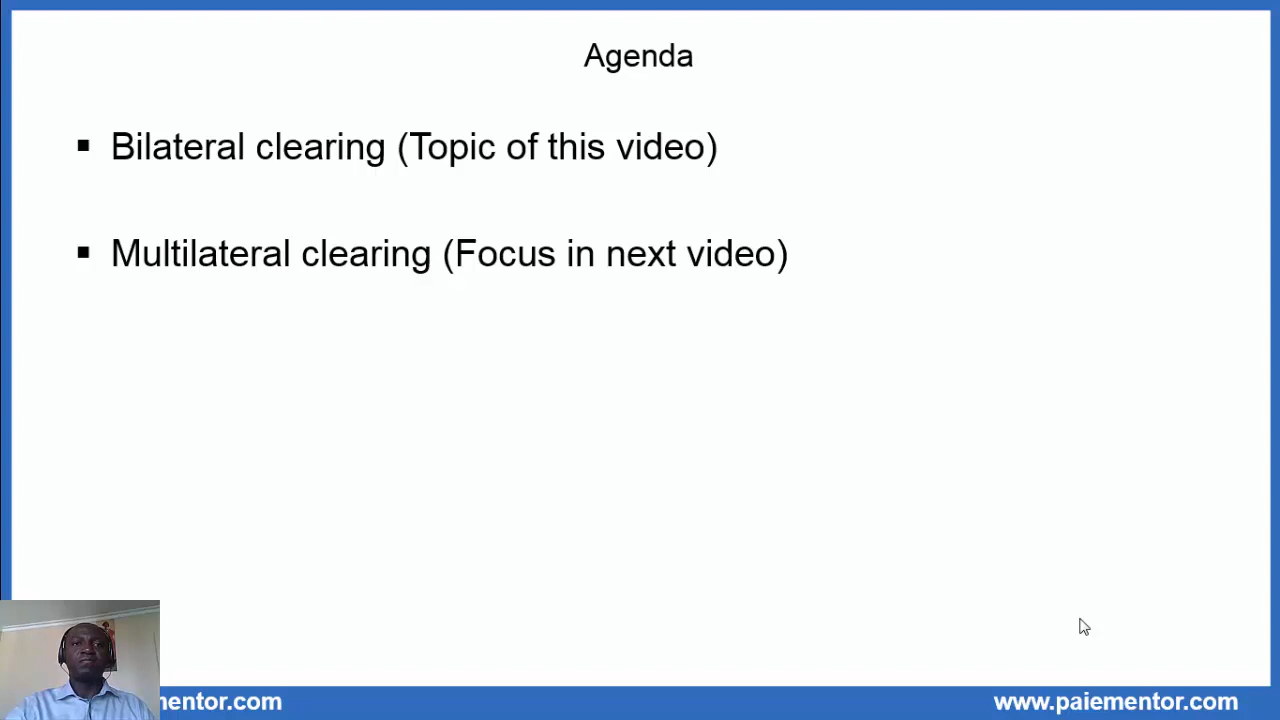 Agenda
▪ Bilateral clearing (Topic of this video)
▪ Multilateral clearing (Focus in next video)
mentor.com
www.paiementor.com